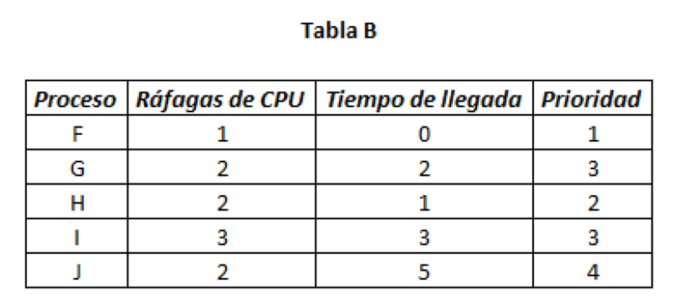 Tabla B
Proceso Ráfagas de CPU Tiempo de llegada Prioridad
F 1 0 1
G 2 2 3
H 2 1 2
I 3 3 3
J 2 5 4